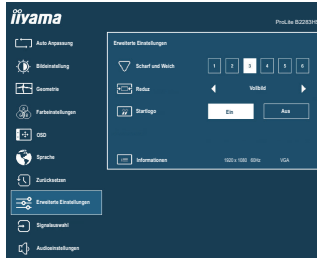 iiyama
ProLite B2283HS
Auto Anpassung
Bildeinstellung
Geometrie
Farbeinstellungen
OSD
Sprache
Zurücksetzen
Erweiterte Einstellungen
Signalauswahl
Audioeinstellungen
Erweiterte Einstellungen
Scharf und Weich
1 2 3 4 5 6
Reduz
Vollbild
Startlogo
Ein
Aus
Informationen
1920 x 1080 60Hz VGA